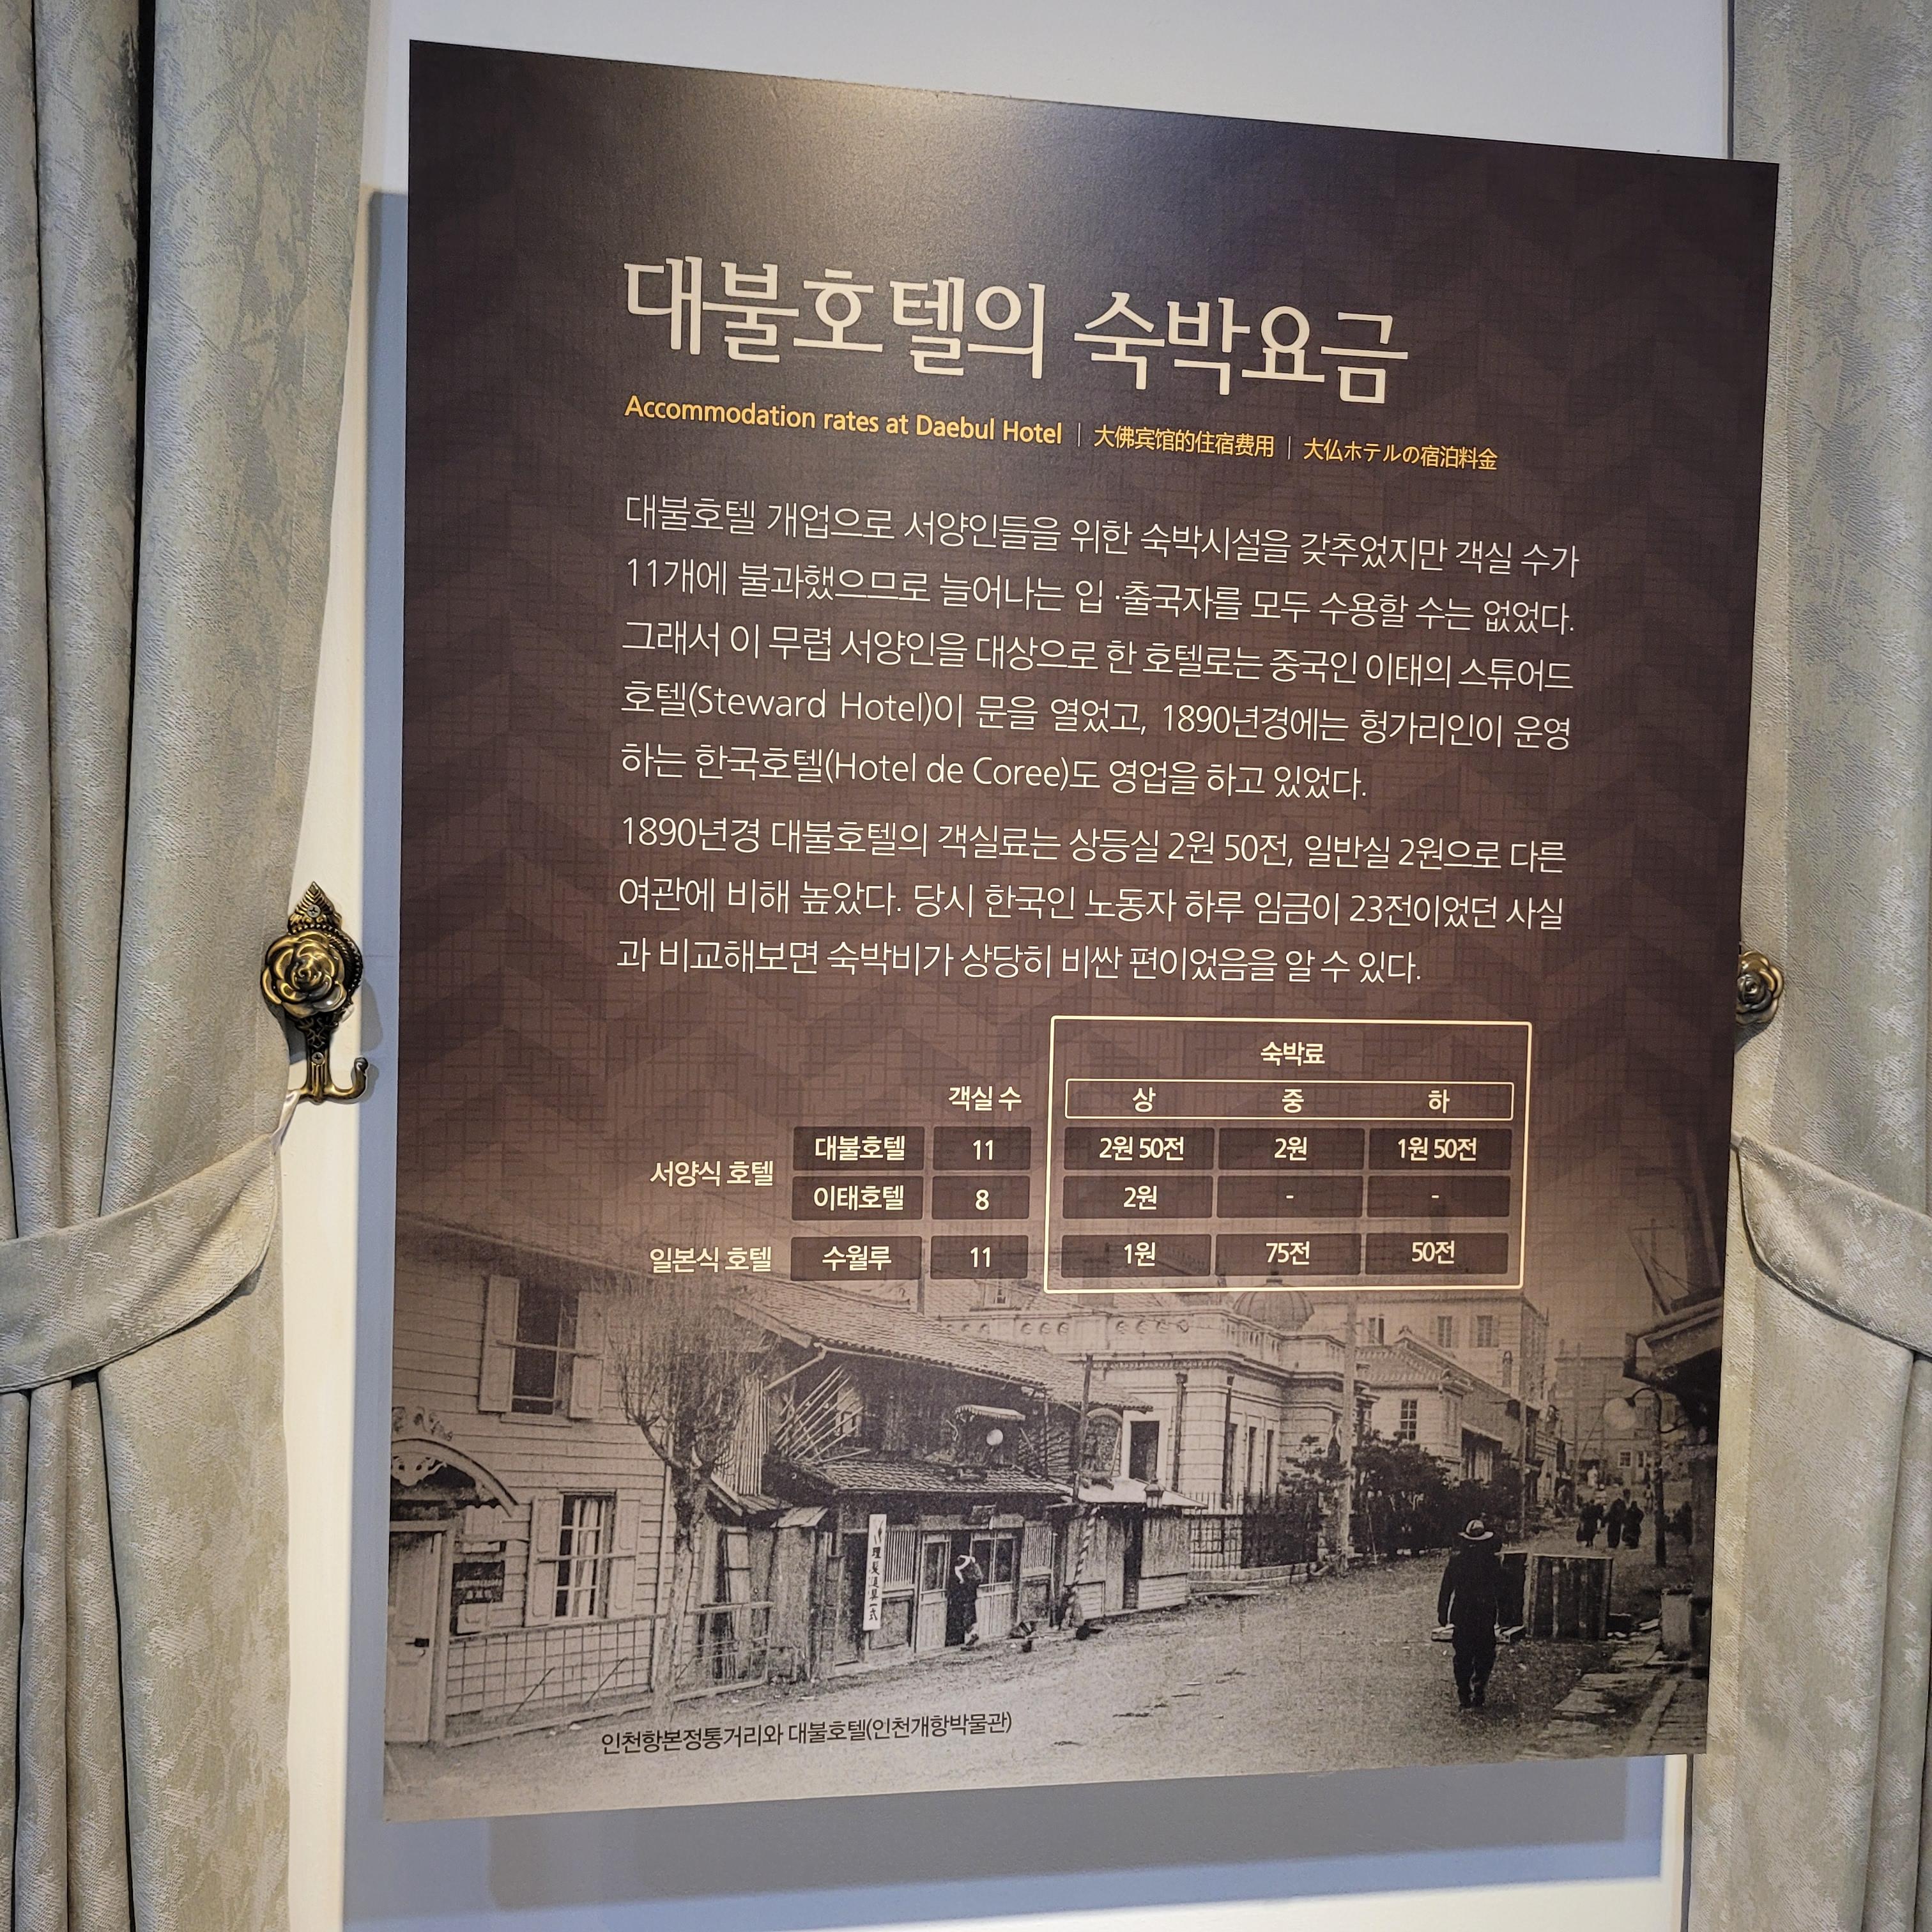 대불호텔의 숙박요금
Accommodation rates at Daebul Hotel | 大佛宾馆的住宿费用 | 大仏ホテルの宿泊料金
대불호텔 개업으로 서양인들을 위한 숙박시설을 갖추었지만 객실 수가
11개에 불과했으므로 늘어나는 입 ·출국자를 모두 수용할 수는 없었다.
그래서 이 무렵 서양인을 대상으로 한 호텔로는 중국인 이태의 스튜어드
호텔(Steward Hotel)이 문을 열었고, 1890년경에는 헝가리인이 운영
하는 한국호텔(Hotel de Coree)도 영업을 하고 있었다.
1890년경 대불호텔의 객실료는 상등실 2원 50전, 일반실 2원으로 다른
여관에 비해 높았다. 당시 한국인 노동자 하루 임금이 23전이었던 사실
과 비교해보면 숙박비가 상당히 비싼 편이었음을 알 수 있다.
숙박료
객실 수 상 중 하
서양식 호텔 대불호텔 11 2원 50전 2원 1원 50전
이태호텔 8 2원 - -
일본식 호텔 수월루 11 1원 75전 50전
인천항본정통거리와 대불호텔(인천개항박물관)